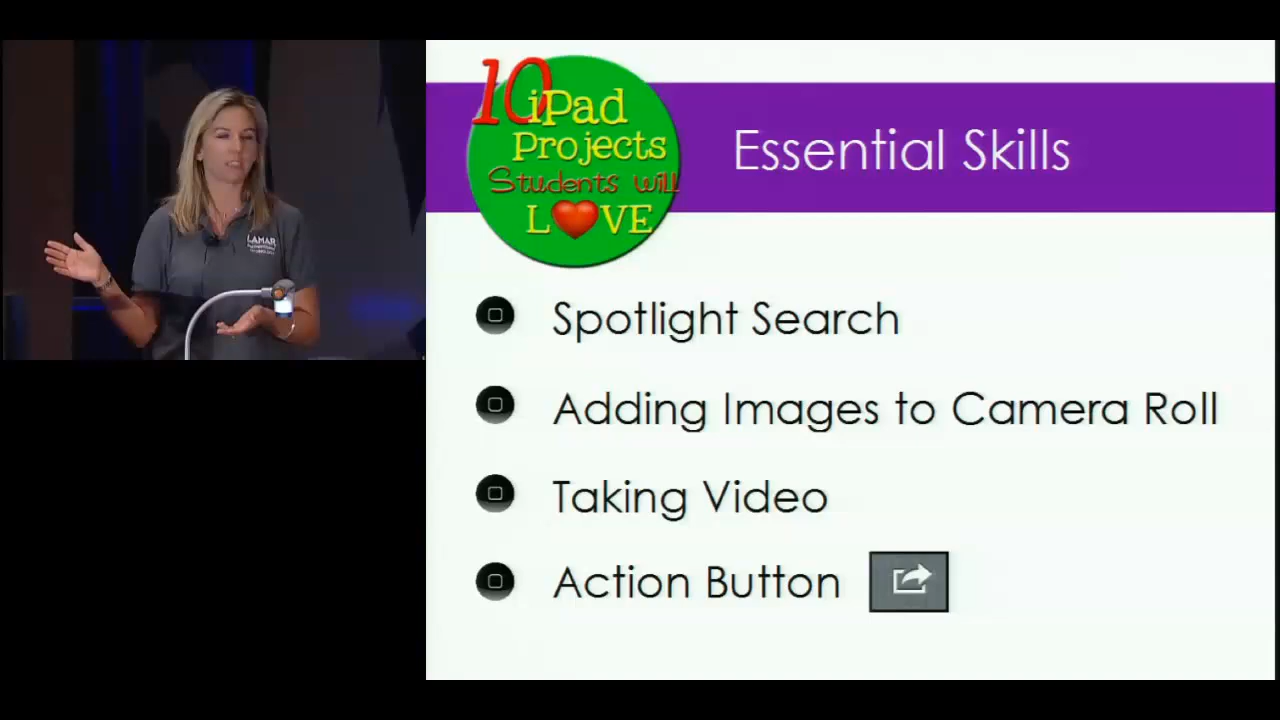 LAMAR
10
iPad
Projects
Students will
L❤VE
Essential Skills
Spotlight Search
Adding Images to Camera Roll
Taking Video
Action Button